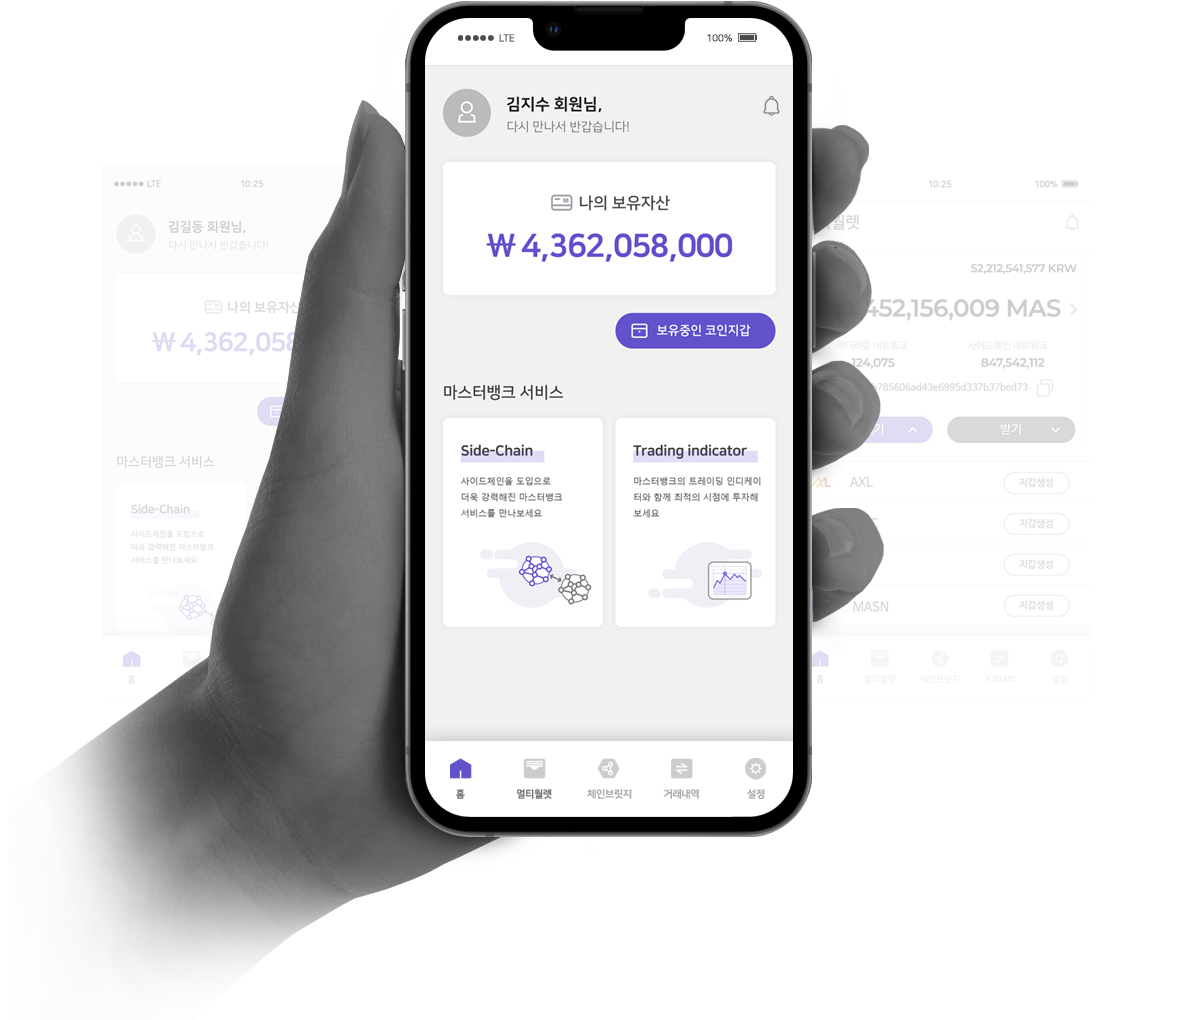 LTE
100%
김지수 회원님,
다시 만나서 반갑습니다!
나의 보유자산
₩ 4,362,058,000
보유중인 코인지갑
마스터뱅크 서비스
Side-Chain
사이드체인을 도입으로
더욱 강력해진 마스터뱅크
서비스를 만나보세요
Trading indicator
마스터뱅크의 트레이딩 인디케이
터와 함께 최적의 시점에 투자해
보세요
홈
멀티월렛
체인브릿지
거래내역
설정
LTE
10:25
김길동 회원님,
다시 만나서 반갑습니다!
나의 보유자산
₩ 4,362,058
마스터뱅크 서비스
Side-Chain
사이드체인을 도입으로
더욱 강력해진 마스터뱅크
서비스를 만나보세요
홈
10:25
100%
월렛
52,212,541,577 KRW
452,156,009 MAS
이더리움 네트워크
사이드체인 네트워크
124,075
847,542,112
785606ad43e6995d337b37bed73
기
받기
AXL
지갑생성
지갑생성
지갑생성
MASN
지갑생성
홈
멀티월렛
체인브릿지
거래내역
설정